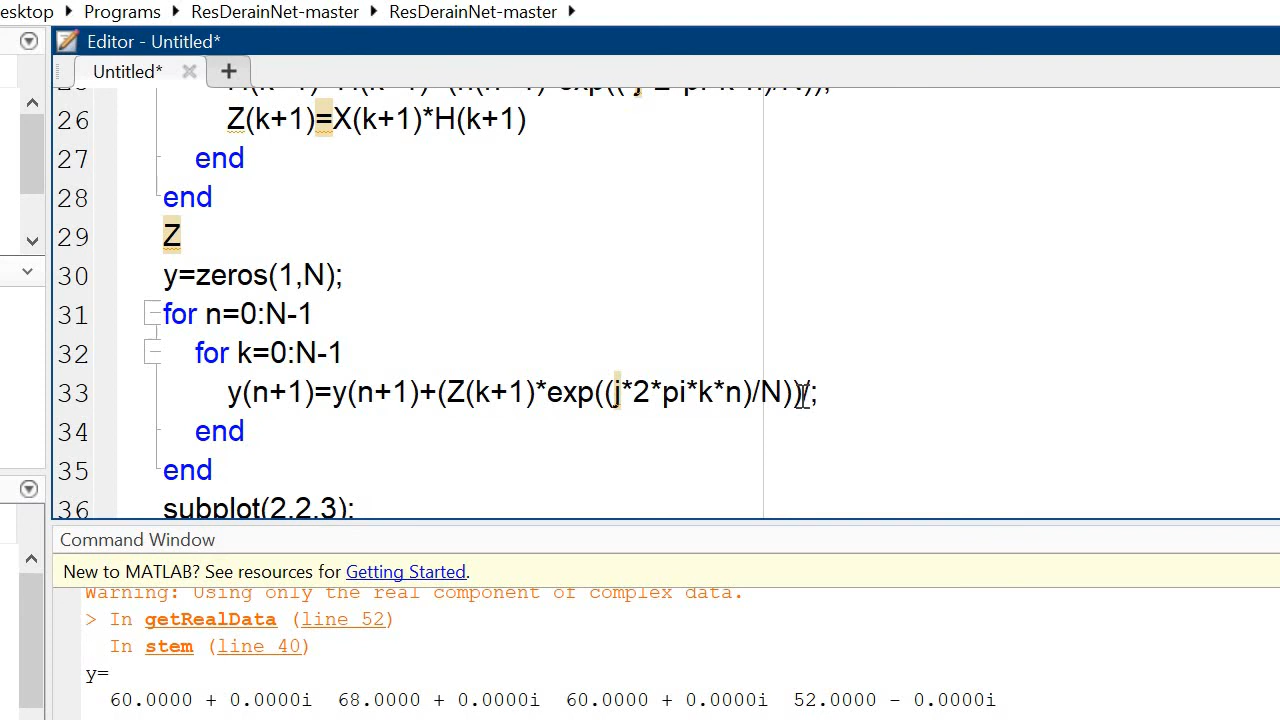 esktop Programs ResDerainNet-master ResDerainNet-master
Editor - Untitled*
Untitled* +
26 Z(k+1)=X(k+1)*H(k+1)
27 end
28 end
29 Z
30 y=zeros(1,N);
31 for n=0:N-1
32 for k=0:N-1
33 y(n+1)=y(n+1)+(Z(k+1)*exp((j*2*pi*k*n)/N))/;
34 end
35 end
36 subplot(2,2,3);
Command Window
New to MATLAB? See resources for Getting Started.
Warning: Using only the real component of complex data.
> In getRealData (line 52)
In stem (line 40)
y=
60.0000 + 0.0000i 68.0000 + 0.0000i 60.0000 + 0.0000i 52.0000 - 0.0000i